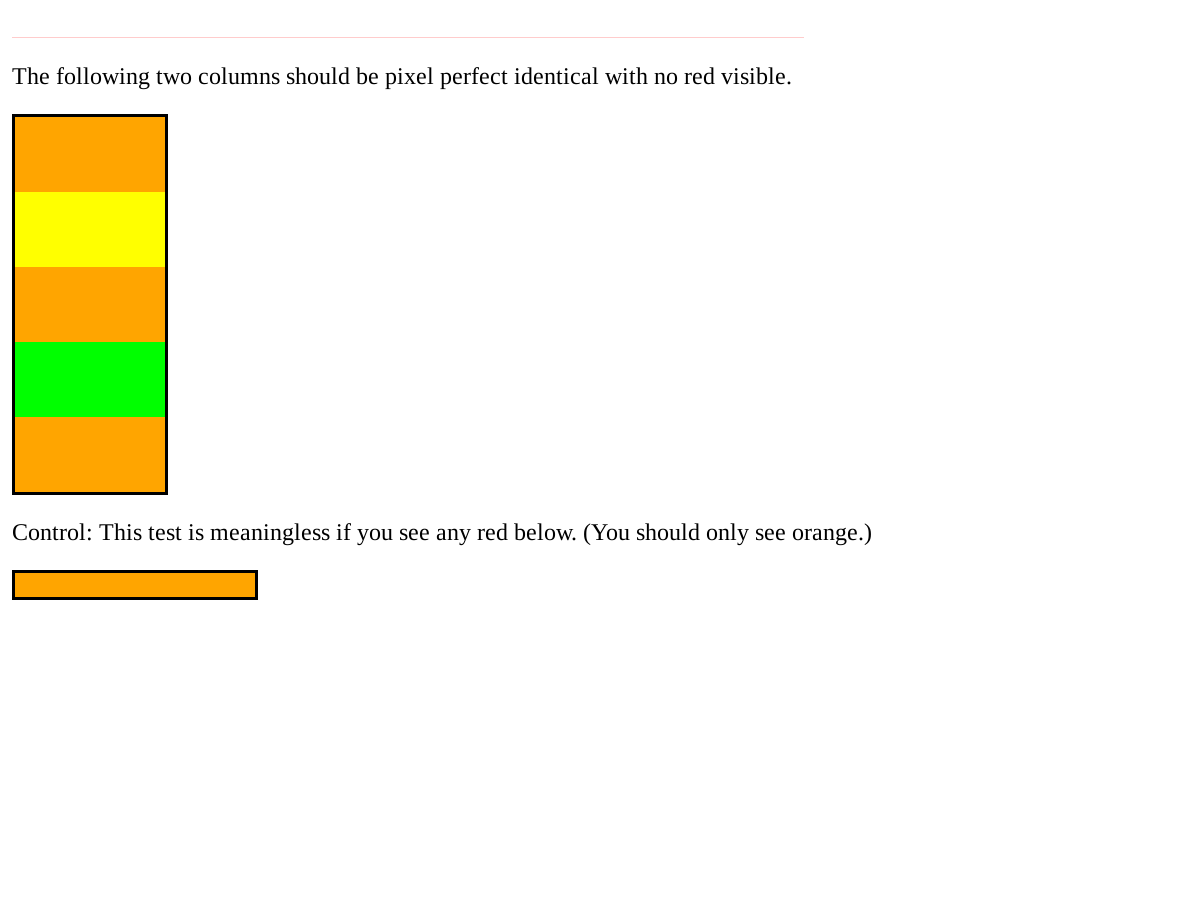 The following two columns should be pixel perfect identical with no red visible.
Control: This test is meaningless if you see any red below. (You should only see orange.)